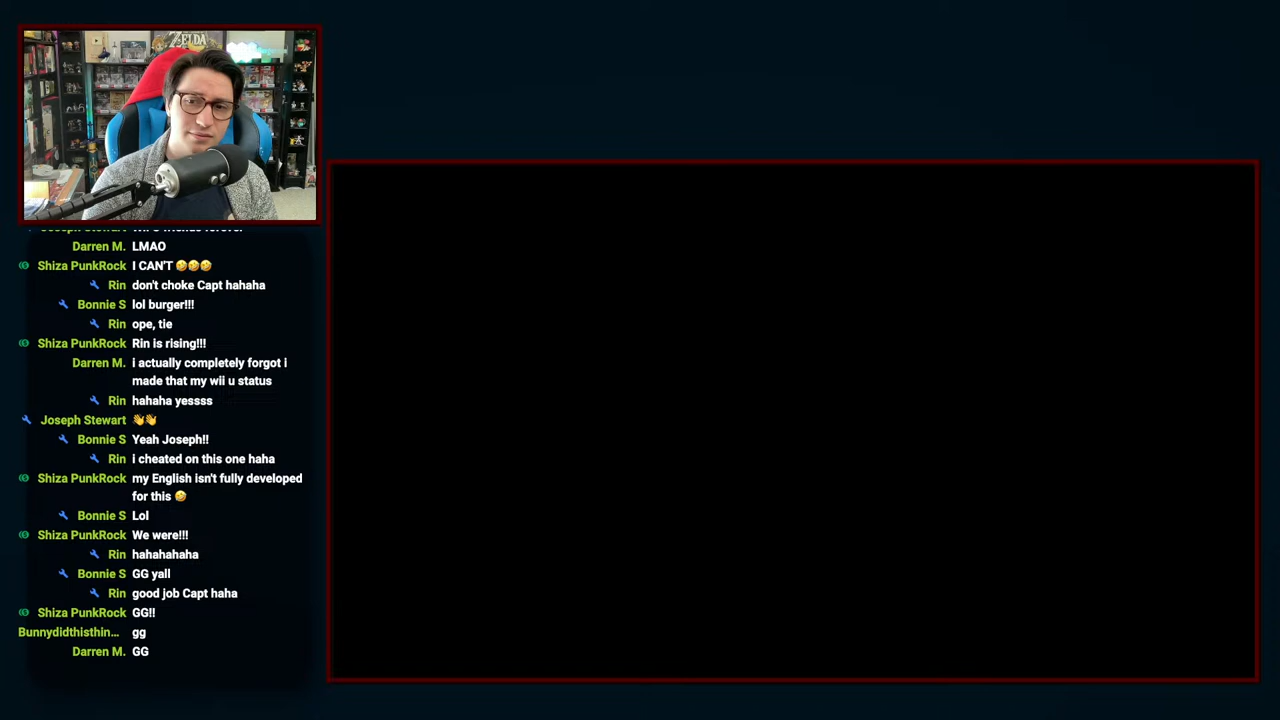 ZELDA
Joseph Stewart
Darren M. LMAO
Shiza PunkRock I CAN'T 🤣🤣🤣
Rin don't choke Capt hahaha
Bonnie S lol burger!!!
Rin ope, tie
Shiza PunkRock Rin is rising!!!
Darren M. i actually completely forgot i
made that my wii u status
Rin hahaha yessss
Joseph Stewart 👋👋
Bonnie S Yeah Joseph!!
Rin i cheated on this one haha
Shiza PunkRock my English isn't fully developed
for this 🤣
Bonnie S Lol
Shiza PunkRock We were!!!
Rin hahahahaha
Bonnie S GG yall
Rin good job Capt haha
Shiza PunkRock GG!!
Bunnydidthisthin... gg
Darren M. GG